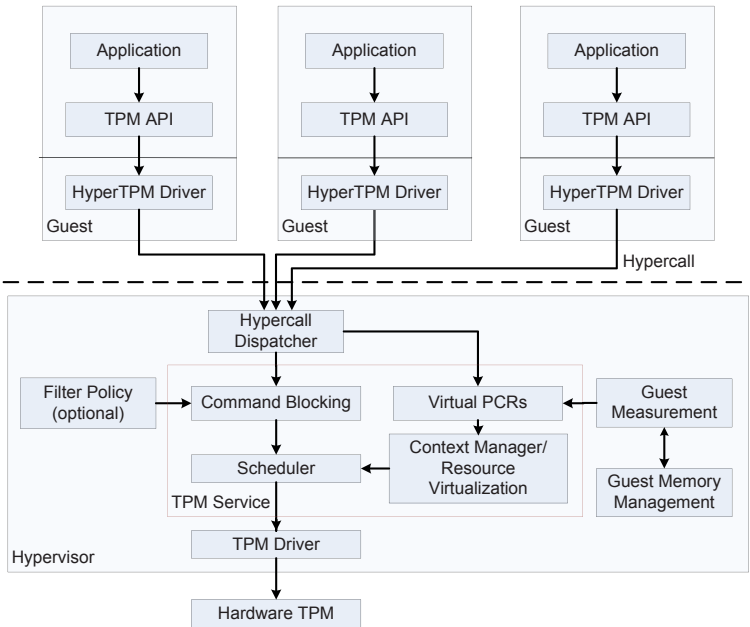 Application
Application
Application
TPM API
TPM API
TPM API
HyperTPM Driver
HyperTPM Driver
HyperTPM Driver
Guest
Guest
Guest
Hypercall
Hypercall
Dispatcher
Filter Policy
(optional)
Command Blocking
Virtual PCRs
Guest
Measurement
Scheduler
Context Manager/
Resource
Virtualization
Guest Memory
Management
TPM Service
TPM Driver
Hypervisor
Hardware TPM